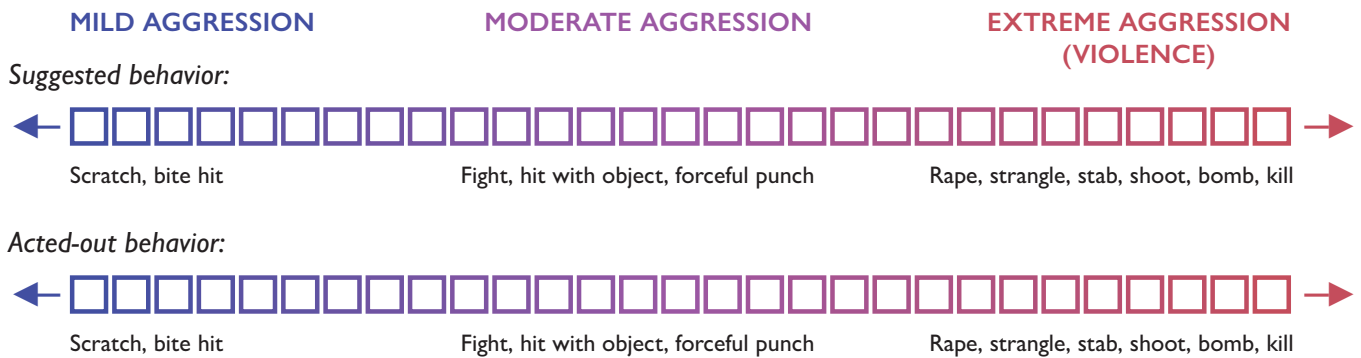 MILD AGGRESSION MODERATE AGGRESSION EXTREME AGGRESSION
(VIOLENCE)
Suggested behavior:
Scratch, bite hit Fight, hit with object, forceful punch Rape, strangle, stab, shoot, bomb, kill
Acted-out behavior:
Scratch, bite hit Fight, hit with object, forceful punch Rape, strangle, stab, shoot, bomb, kill